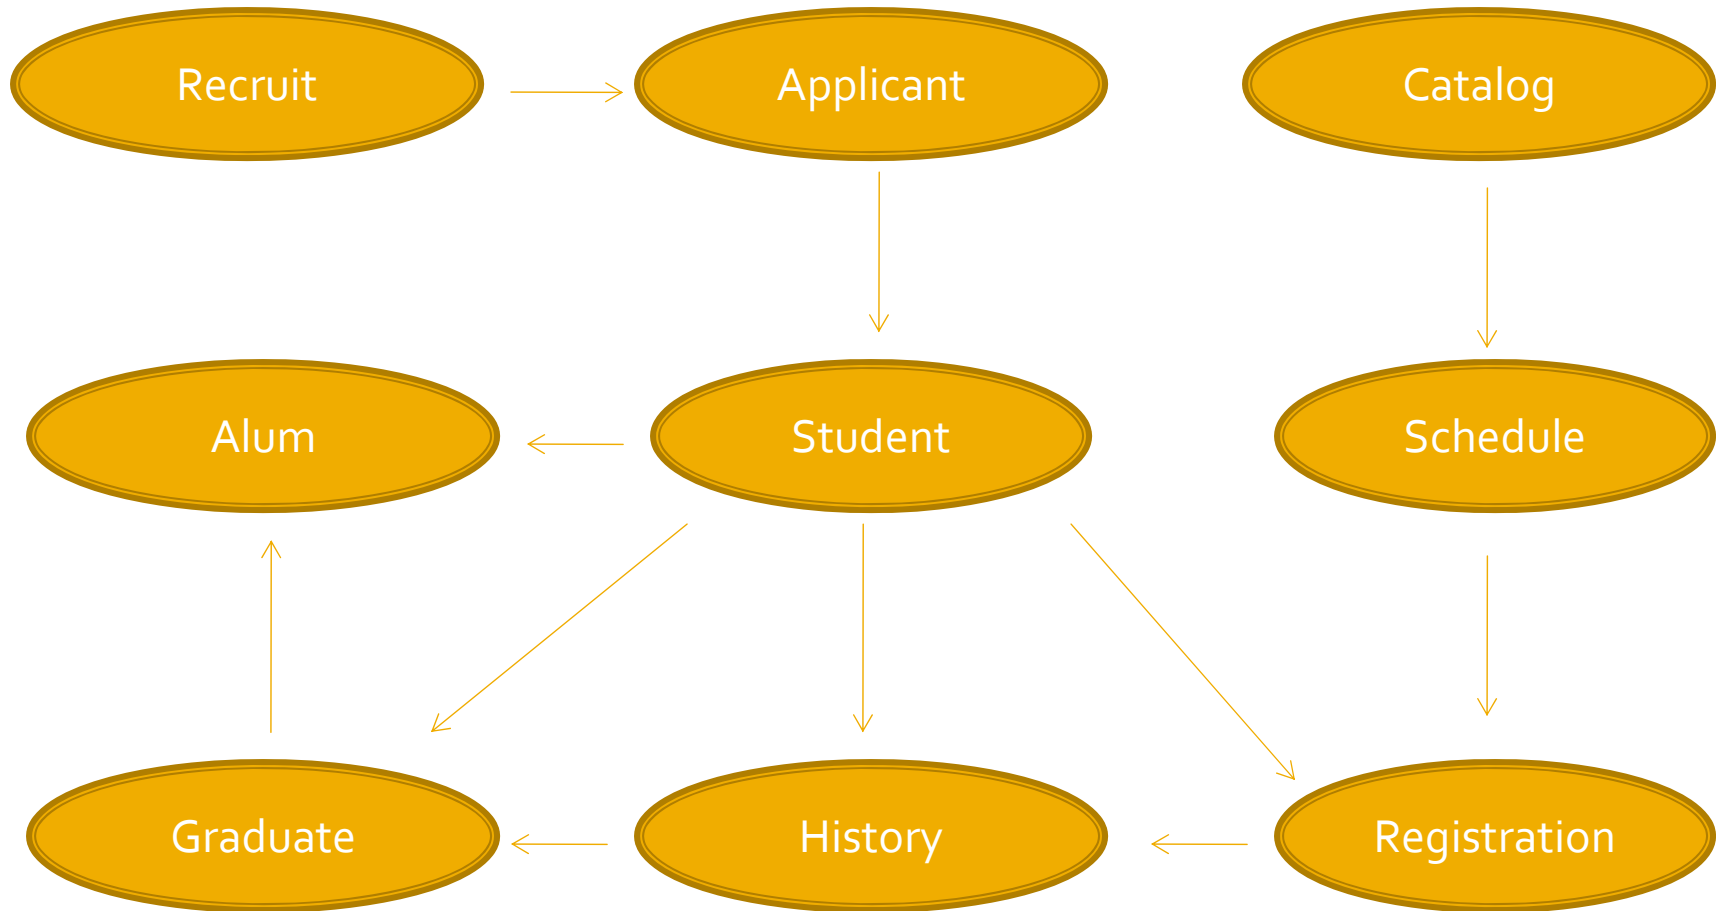 Recruit
Applicant
Catalog
Alum
Student
Schedule
Graduate
History
Registration